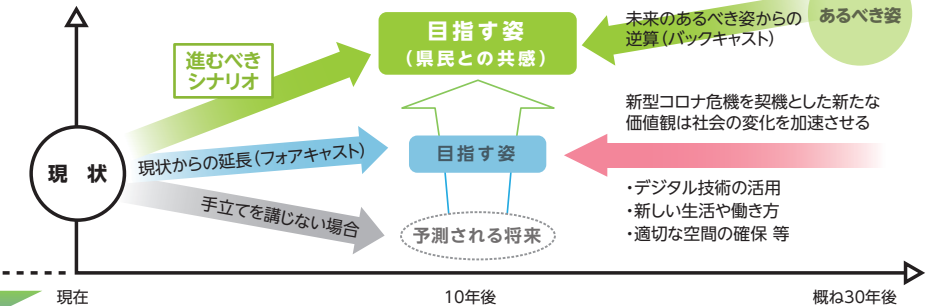 目指す姿
(県民との共感)
未来のあるべき姿からの
逆算(バックキャスト)
あるべき姿
進むべき
シナリオ
新型コロナ危機を契機とした新たな
価値観は社会の変化を加速させる
現状
現状からの延長(フォアキャスト)
目指す姿
手立てを講じない場合
予測される将来
・デジタル技術の活用
・新しい生活や働き方
・適切な空間の確保 等
現在
10年後
概ね30年後